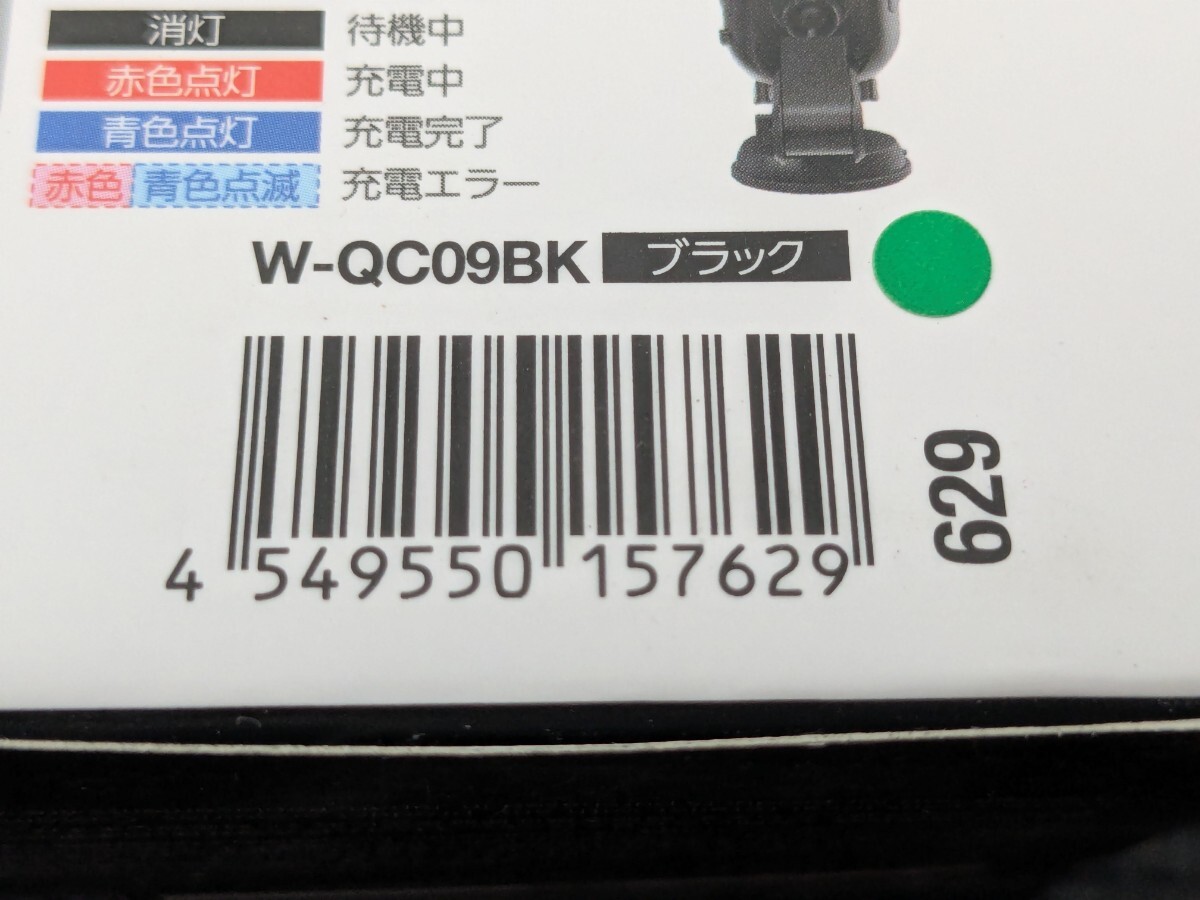 消灯 待機中
赤色点灯 充電中
青色点灯 充電完了
赤色 青色点滅 充電エラー
W-QC09BK ブラック
4 549550 157629
629